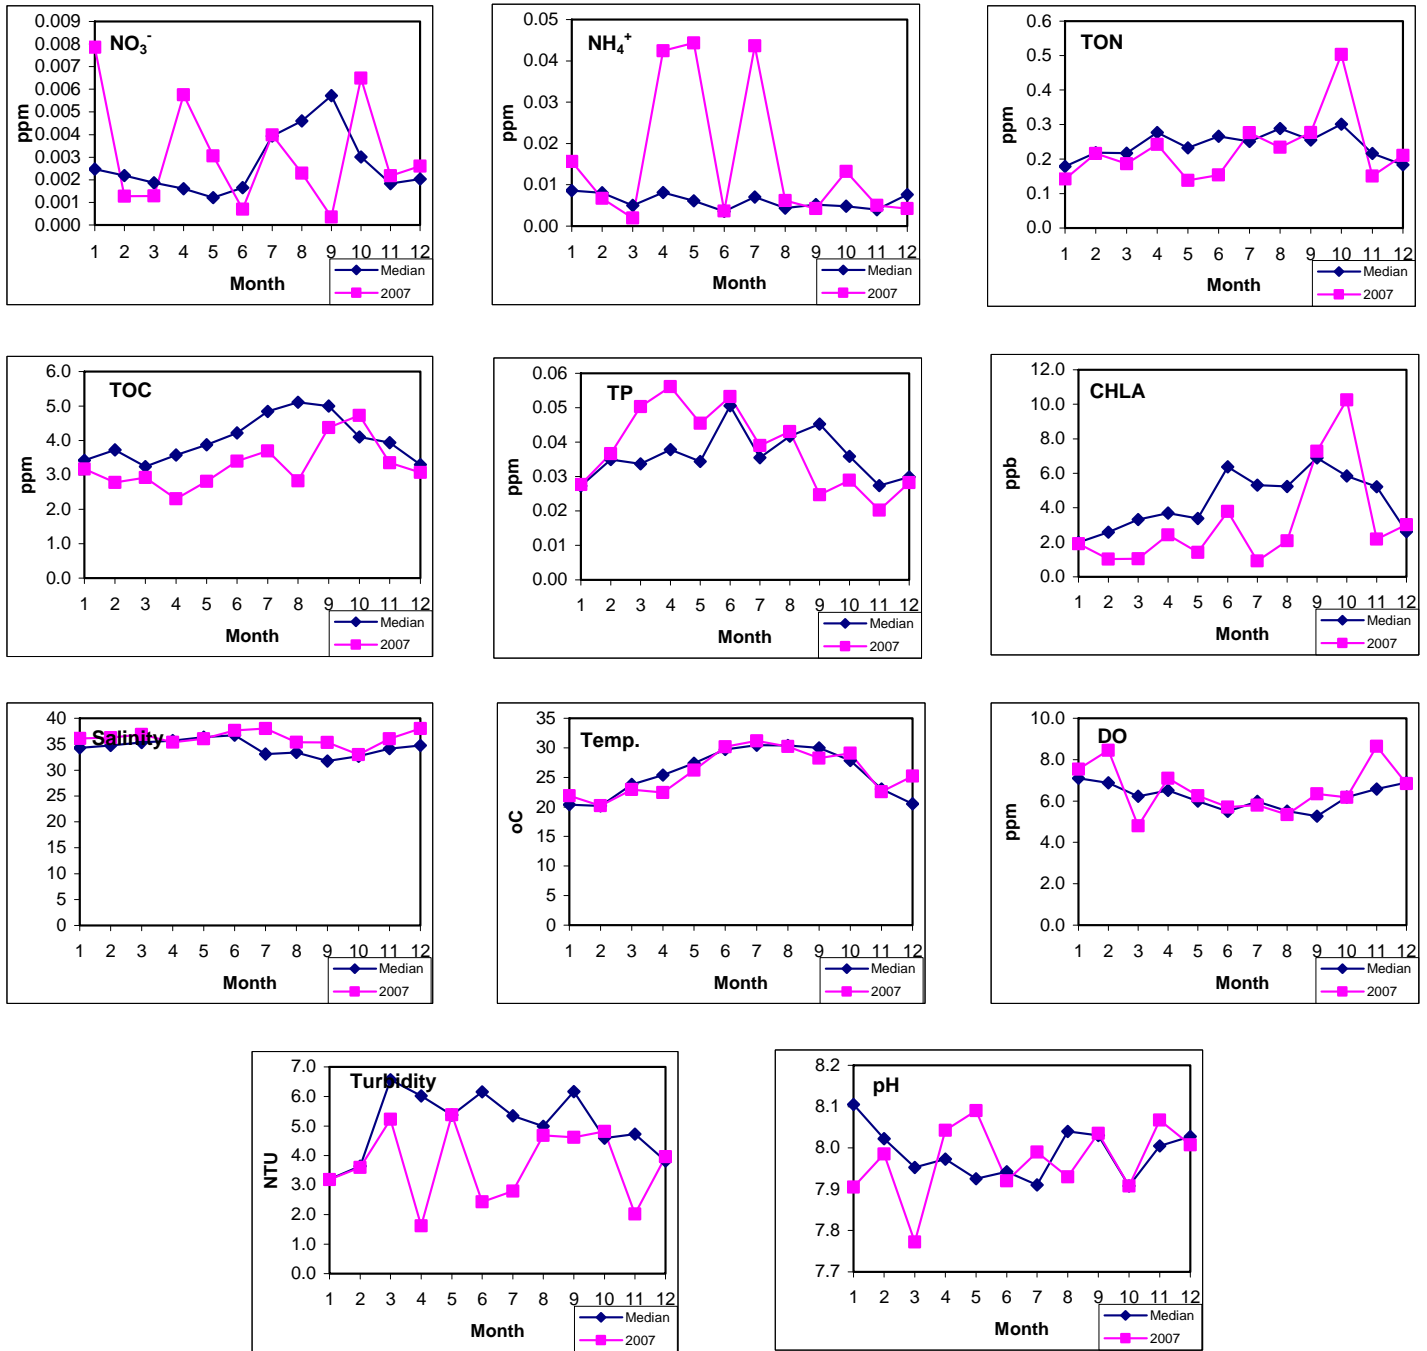 NO3-
ppm
0.009
0.008
0.007
0.006
0.005
0.004
0.003
0.002
0.001
0.000
1 2 3 4 5 6 7 8 9 10 11 12
Month
Median
2007
NH4+
ppm
0.05
0.04
0.03
0.02
0.01
0.00
1 2 3 4 5 6 7 8 9 10 11 12
Month
Median
2007
TON
ppm
0.6
0.5
0.4
0.3
0.2
0.1
0.0
1 2 3 4 5 6 7 8 9 10 11 12
Month
Median
2007
TOC
ppm
6.0
5.0
4.0
3.0
2.0
1.0
0.0
1 2 3 4 5 6 7 8 9 10 11 12
Month
Median
2007
TP
ppm
0.06
0.05
0.04
0.03
0.02
0.01
0.00
1 2 3 4 5 6 7 8 9 10 11 12
Month
Median
2007
CHLA
ppb
12.0
10.0
8.0
6.0
4.0
2.0
0.0
1 2 3 4 5 6 7 8 9 10 11 12
Month
Median
2007
Salinity
40
35
30
25
20
15
10
5
0
1 2 3 4 5 6 7 8 9 10 11 12
Month
Median
2007
Temp.
oC
35
30
25
20
15
10
5
0
1 2 3 4 5 6 7 8 9 10 11 12
Month
Median
2007
DO
ppm
10.0
8.0
6.0
4.0
2.0
0.0
1 2 3 4 5 6 7 8 9 10 11 12
Month
Median
2007
Turbidity
NTU
7.0
6.0
5.0
4.0
3.0
2.0
1.0
0.0
1 2 3 4 5 6 7 8 9 10 11 12
Month
Median
2007
pH
8.2
8.1
8.0
7.9
7.8
7.7
1 2 3 4 5 6 7 8 9 10 11 12
Month
Median
2007